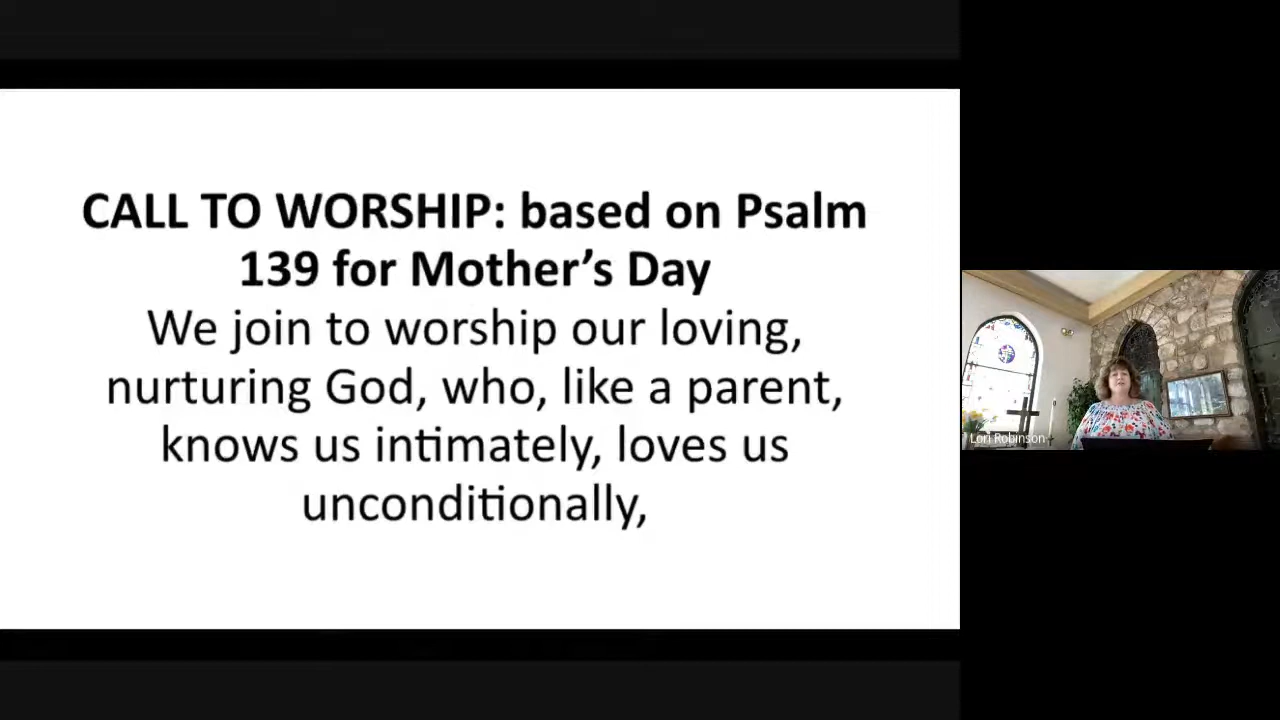 CALL TO WORSHIP: based on Psalm
139 for Mother’s Day
We join to worship our loving,
nurturing God, who, like a parent,
knows us intimately, loves us
unconditionally,
Lori Robinson